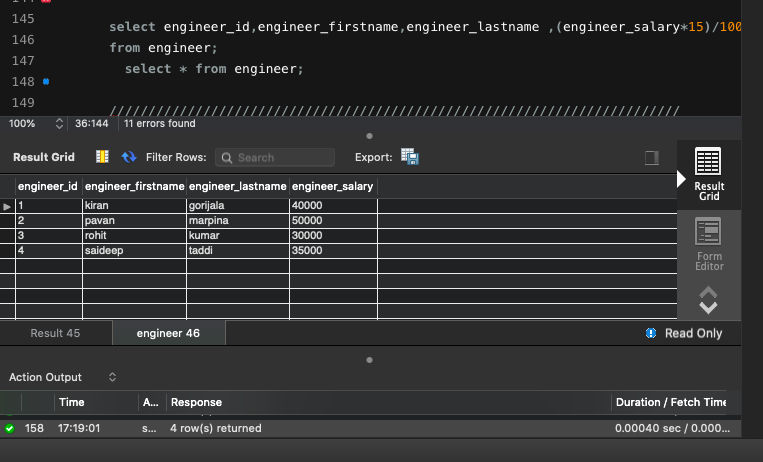 145
select engineer_id,engineer_firstname,engineer_lastname ,(engineer_salary*15)/100
146
from engineer;
147
select * from engineer;
148
149
/////////////////////////////////////////////////////////////////////////
100% 36:144 11 errors found
Result Grid Filter Rows: Search Export:
engineer_id engineer_firstname engineer_lastname engineer_salary
1 kiran gorijala 40000
2 pavan marpina 50000
3 rohit kumar 30000
4 saideep taddi 35000
Result
Grid
Form
Editor
Result 45 engineer 46 Read Only
Action Output
Time A... Response Duration / Fetch Time
158 17:19:01 s... 4 row(s) returned 0.00040 sec / 0.000...